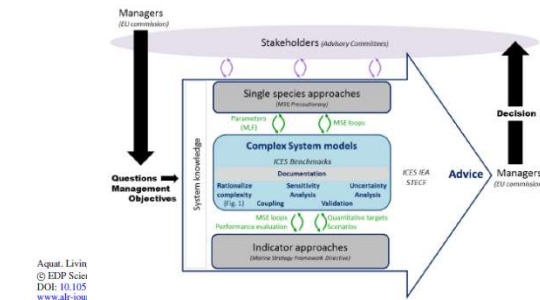 Managers
(EU commission)
Stakeholders (Advisory Committees)
Single species approaches
(MSE Precautionary)
Parameters
(M,F)
MSE loops
Complex System models
ICES Benchmarks
Documentation
Rationalize
complexity
(Fig. 1)
Sensitivity
Analysis
Uncertainty
Analysis
Coupling
Validation
MSE loops
Performance evaluation
Quantitative targets
Scenarios
Indicator approaches
(Marine Strategy Framework Directive)
System knowledge
Questions
Management
Objectives
ICES IEA
STECF
Advice
Decision
Managers
(EU commission
Aquat. Livin
© EDP Scien
DOI: 10.105
www.alr-jou